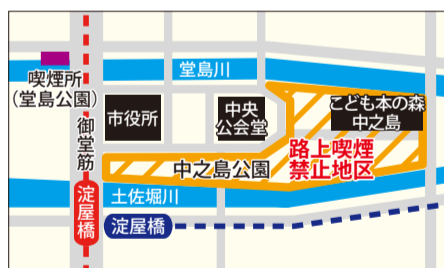 喫煙所
(堂島公園)
堂島川
御堂筋
市役所
中央
公会堂
こども本の森
中之島
中之島公園
路上喫煙
禁止地区
土佐堀川
淀屋橋
淀屋橋